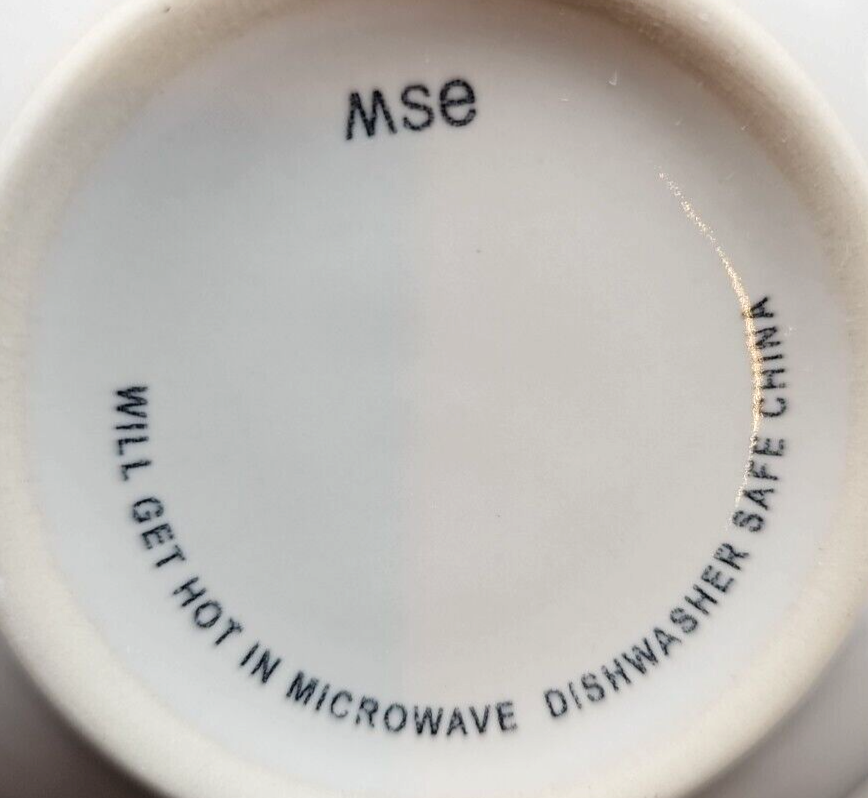 MSe
WILL GET HOT IN MICROWAVE DISHWASHER SAFE CHINA